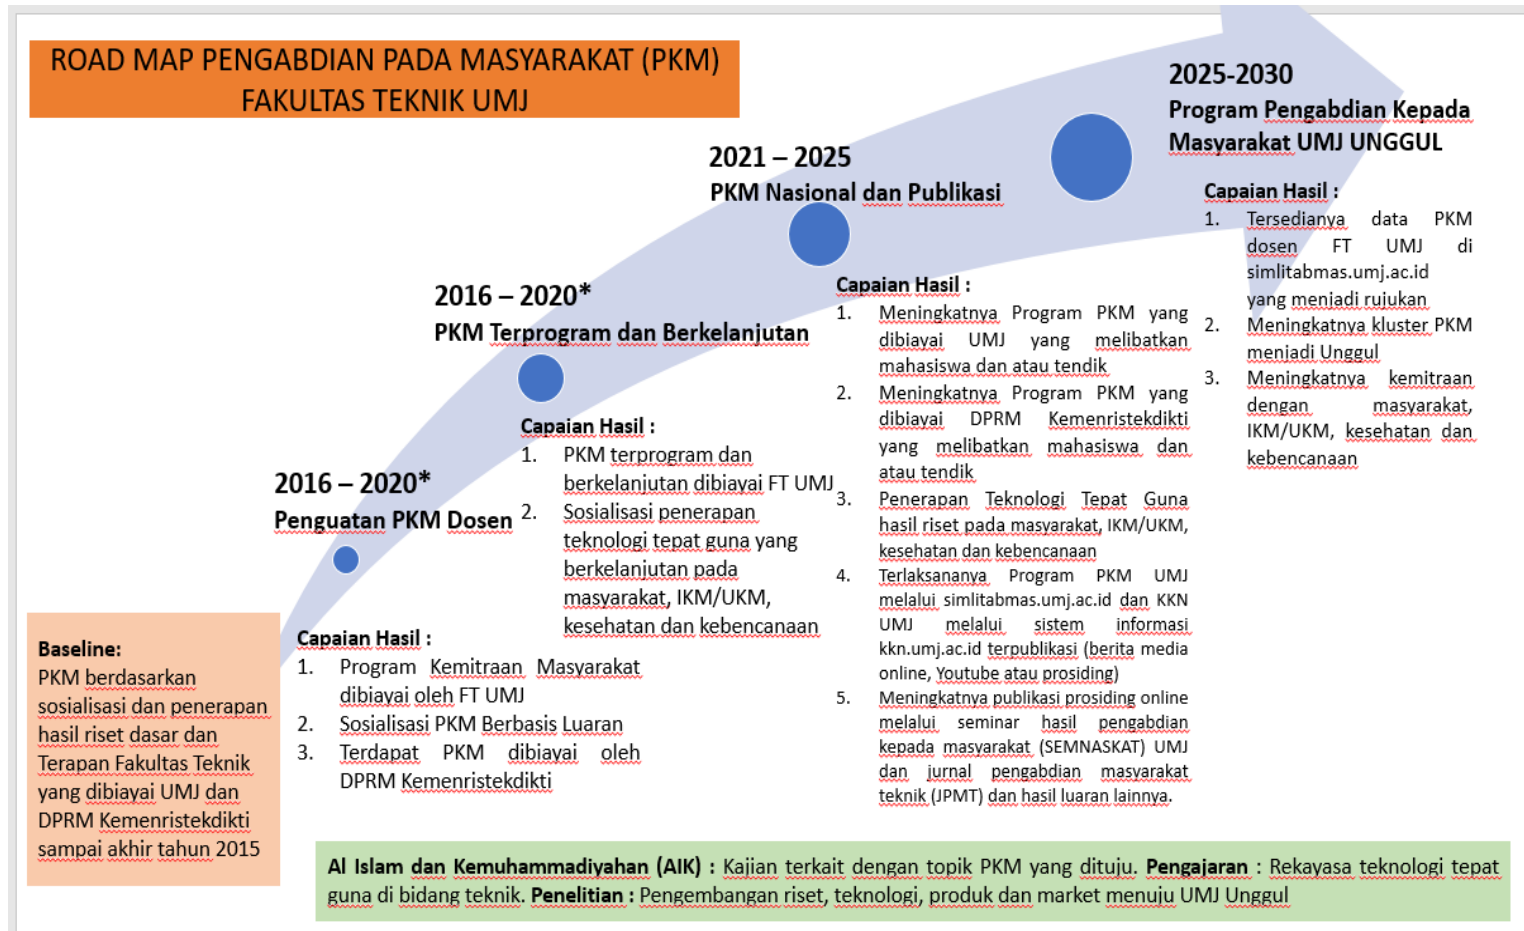 ROAD MAP PENGABDIAN PADA MASYARAKAT (PKM)
FAKULTAS TEKNIK UMJ
Baseline:
PKM berdasarkan
sosialisasi dan penerapan
hasil riset dasar dan
Terapan Fakultas Teknik
yang dibiayai UMJ dan
DPRM Kemenristekdikti
sampai akhir tahun 2015
2016 – 2020*
Penguatan PKM Dosen
Capaian Hasil :
1. Program Kemitraan Masyarakat
dibiayai oleh FT UMJ
2. Sosialisasi PKM Berbasis Luaran
3. Terdapat PKM dibiayai oleh
DPRM Kemenristekdikti
2016 – 2020*
PKM Terprogram dan Berkelanjutan
Capaian Hasil :
1. PKM terprogram dan
berkelanjutan dibiayai FT UMJ
2. Sosialisasi penerapan
teknologi tepat guna yang
berkelanjutan pada
masyarakat, IKM/UKM,
kesehatan dan kebencanaan
2021 – 2025
PKM Nasional dan Publikasi
Capaian Hasil :
1. Meningkatnya Program PKM yang
dibiayai UMJ yang melibatkan
mahasiswa dan atau tendik
2. Meningkatnya Program PKM yang
dibiayai DPRM Kemenristekdikti
yang melibatkan mahasiswa dan
atau tendik
3. Penerapan Teknologi Tepat Guna
hasil riset pada masyarakat, IKM/UKM,
kesehatan dan kebencanaan
4. Terlaksananya Program PKM UMJ
melalui simlitabmas.umj.ac.id dan KKN
UMJ melalui sistem informasi
kkn.umj.ac.id terpublikasi (berita media
online, Youtube atau prosiding)
5. Meningkatnya publikasi prosiding online
melalui seminar hasil pengabdian
kepada masyarakat (SEMNASKAT) UMJ
dan jurnal pengabdian masyarakat
teknik (JPMT) dan hasil luaran lainnya.
2025-2030
Program Pengabdian Kepada
Masyarakat UMJ UNGGUL
Capaian Hasil :
1. Tersedianya data PKM
dosen FT UMJ di
simlitabmas.umj.ac.id
yang menjadi rujukan
2. Meningkatnya kluster PKM
menjadi Unggul
3. Meningkatnya kemitraan
dengan masyarakat,
IKM/UKM, kesehatan dan
kebencanaan
Al Islam dan Kemuhammadiyahan (AIK) : Kajian terkait dengan topik PKM yang dituju. Pengajaran : Rekayasa teknologi tepat
guna di bidang teknik. Penelitian : Pengembangan riset, teknologi, produk dan market menuju UMJ Unggul